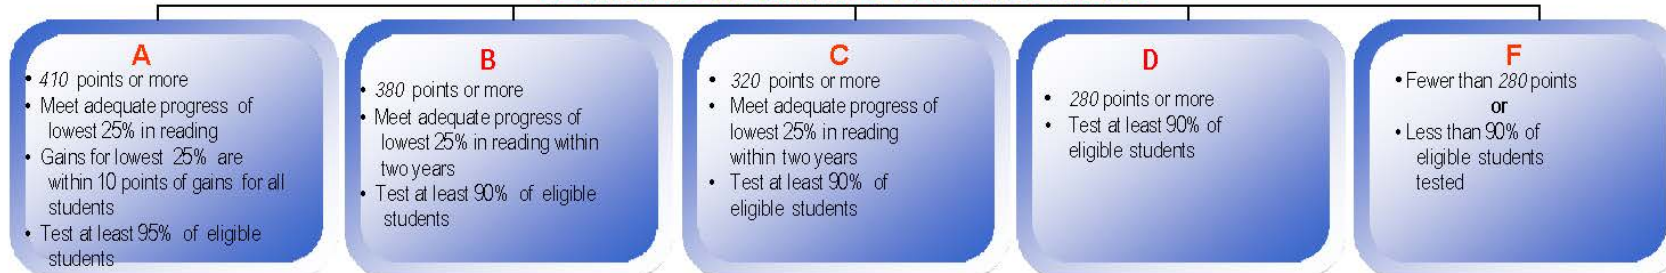 A
• 410 points or more
• Meet adequate progress of
lowest 25% in reading
• Gains for lowest 25% are
within 10 points of gains for all
students
• Test at least 95% of eligible
students
B
• 380 points or more
• Meet adequate progress of
lowest 25% in reading within
two years
• Test at least 90% of eligible
students
C
• 320 points or more
• Meet adequate progress of
lowest 25% in reading
within two years
• Test at least 90% of
eligible students
D
• 280 points or more
• Test at least 90% of
eligible students
F
• Fewer than 280 points
or
• Less than 90% of
eligible students
tested